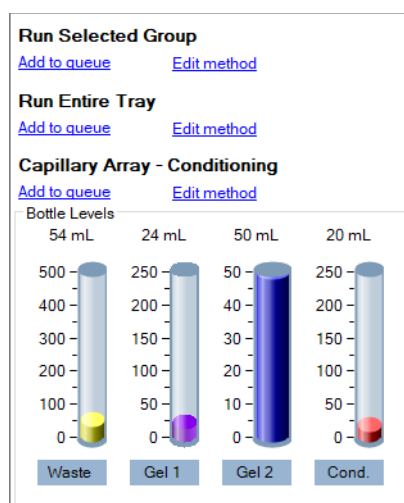 Run Selected Group
Add to queue Edit method
Run Entire Tray
Add to queue Edit method
Capillary Array - Conditioning
Add to queue Edit method
Bottle Levels
54 mL 24 mL 50 mL 20 mL
500 250 50 250
400 200 40 200
300 150 30 150
200 100 20 100
100 50 10 50
0 0 0 0
Waste Gel 1 Gel 2 Cond.